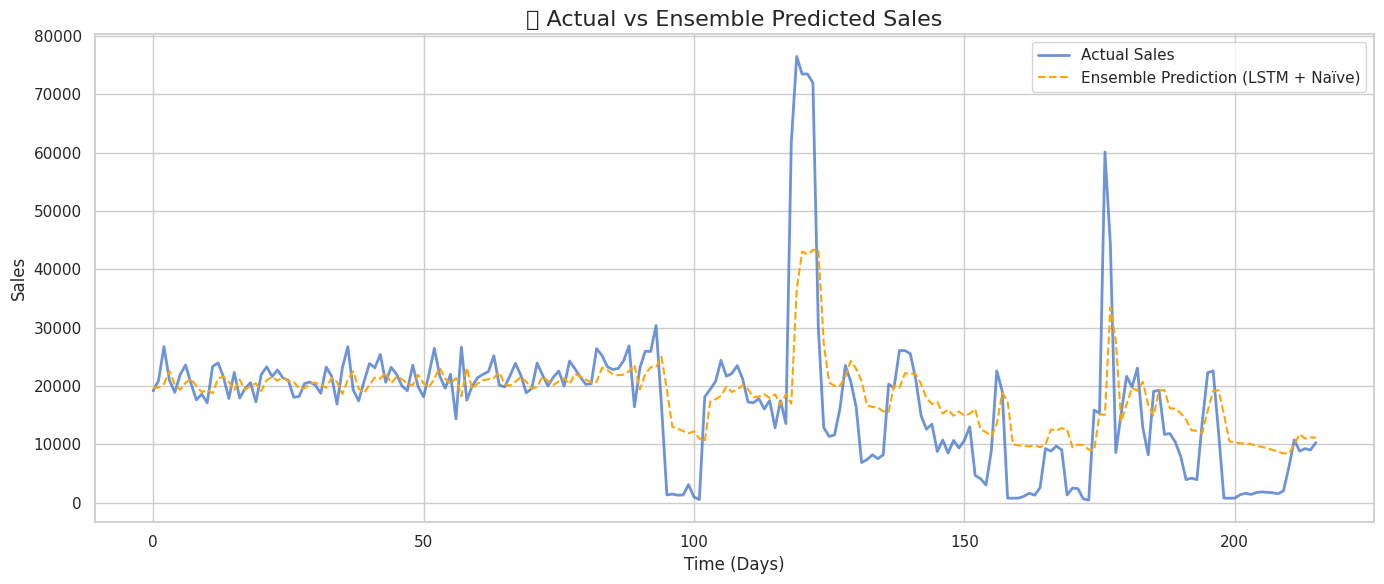 Actual vs Ensemble Predicted Sales
Actual Sales
Ensemble Prediction (LSTM + Naïve)
80000
70000
60000
50000
40000
30000
20000
10000
0
Sales
0 50 100 150 200
Time (Days)